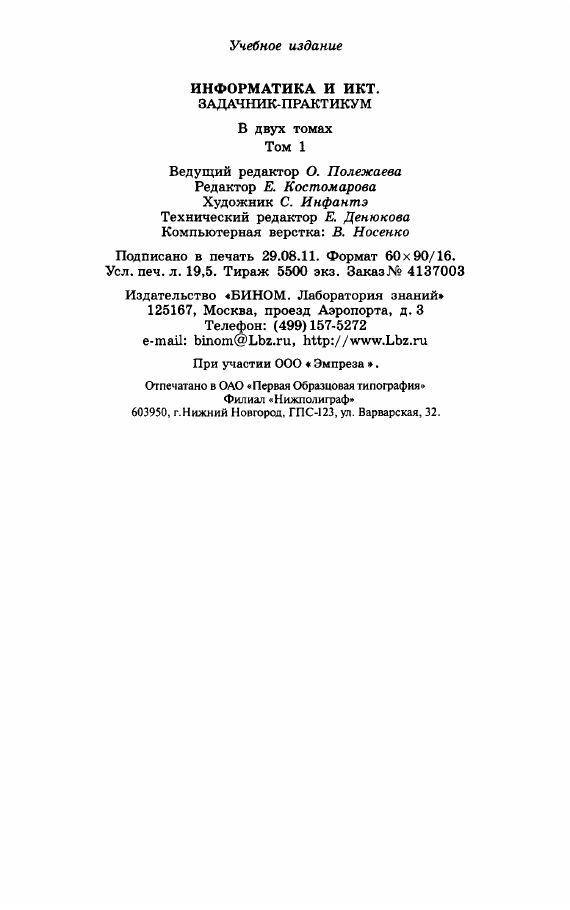 Учебное издание
ИНФОРМАТИКА И ИКТ.
ЗАДАЧНИК-ПРАКТИКУМ
В двух томах
Том 1
Ведущий редактор О. Полежаева
Редактор Е. Костомарова
Художник С. Инфантэ
Технический редактор Е. Денюкова
Компьютерная верстка: В. Носенко
Подписано в печать 29.08.11. Формат 60×90/16.
Усл. печ. л. 19,5. Тираж 5500 экз. Заказ№ 4137003
Издательство «БИНОМ. Лаборатория знаний»
125167, Москва, проезд Аэропорта, д. 3
Телефон: (499)157-5272
e-mail: binom@Lbz.ru, http://www.Lbz.ru
При участии ООО «Эмпреза».
Отпечатано в ОАО «Первая Образцовая типография»
Филиал «Нижполиграф»
603950, г.Нижний Новгород, ГПС-123, ул. Варварская, 32.